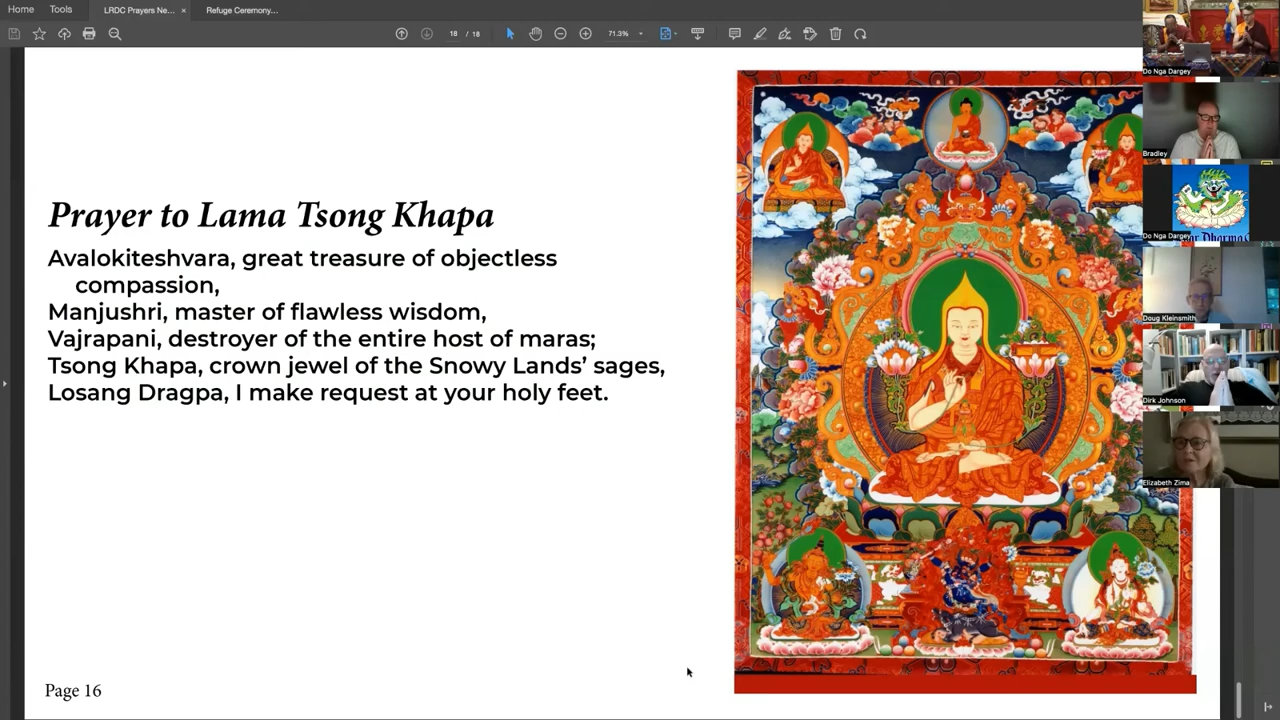 Home Tools LRDC Prayers Ne... × Refuge Ceremony...
18 / 18 71.3%
Do Nga Dargey
Bradley
Do Nga Dargey
Doug Kleinsmith
Dirk Johnson
Elizabeth Zima
Prayer to Lama Tsong Khapa
Avalokiteshvara, great treasure of objectless
compassion,
Manjushri, master of flawless wisdom,
Vajrapani, destroyer of the entire host of maras;
Tsong Khapa, crown jewel of the Snowy Lands’ sages,
Losang Dragpa, I make request at your holy feet.
Page 16